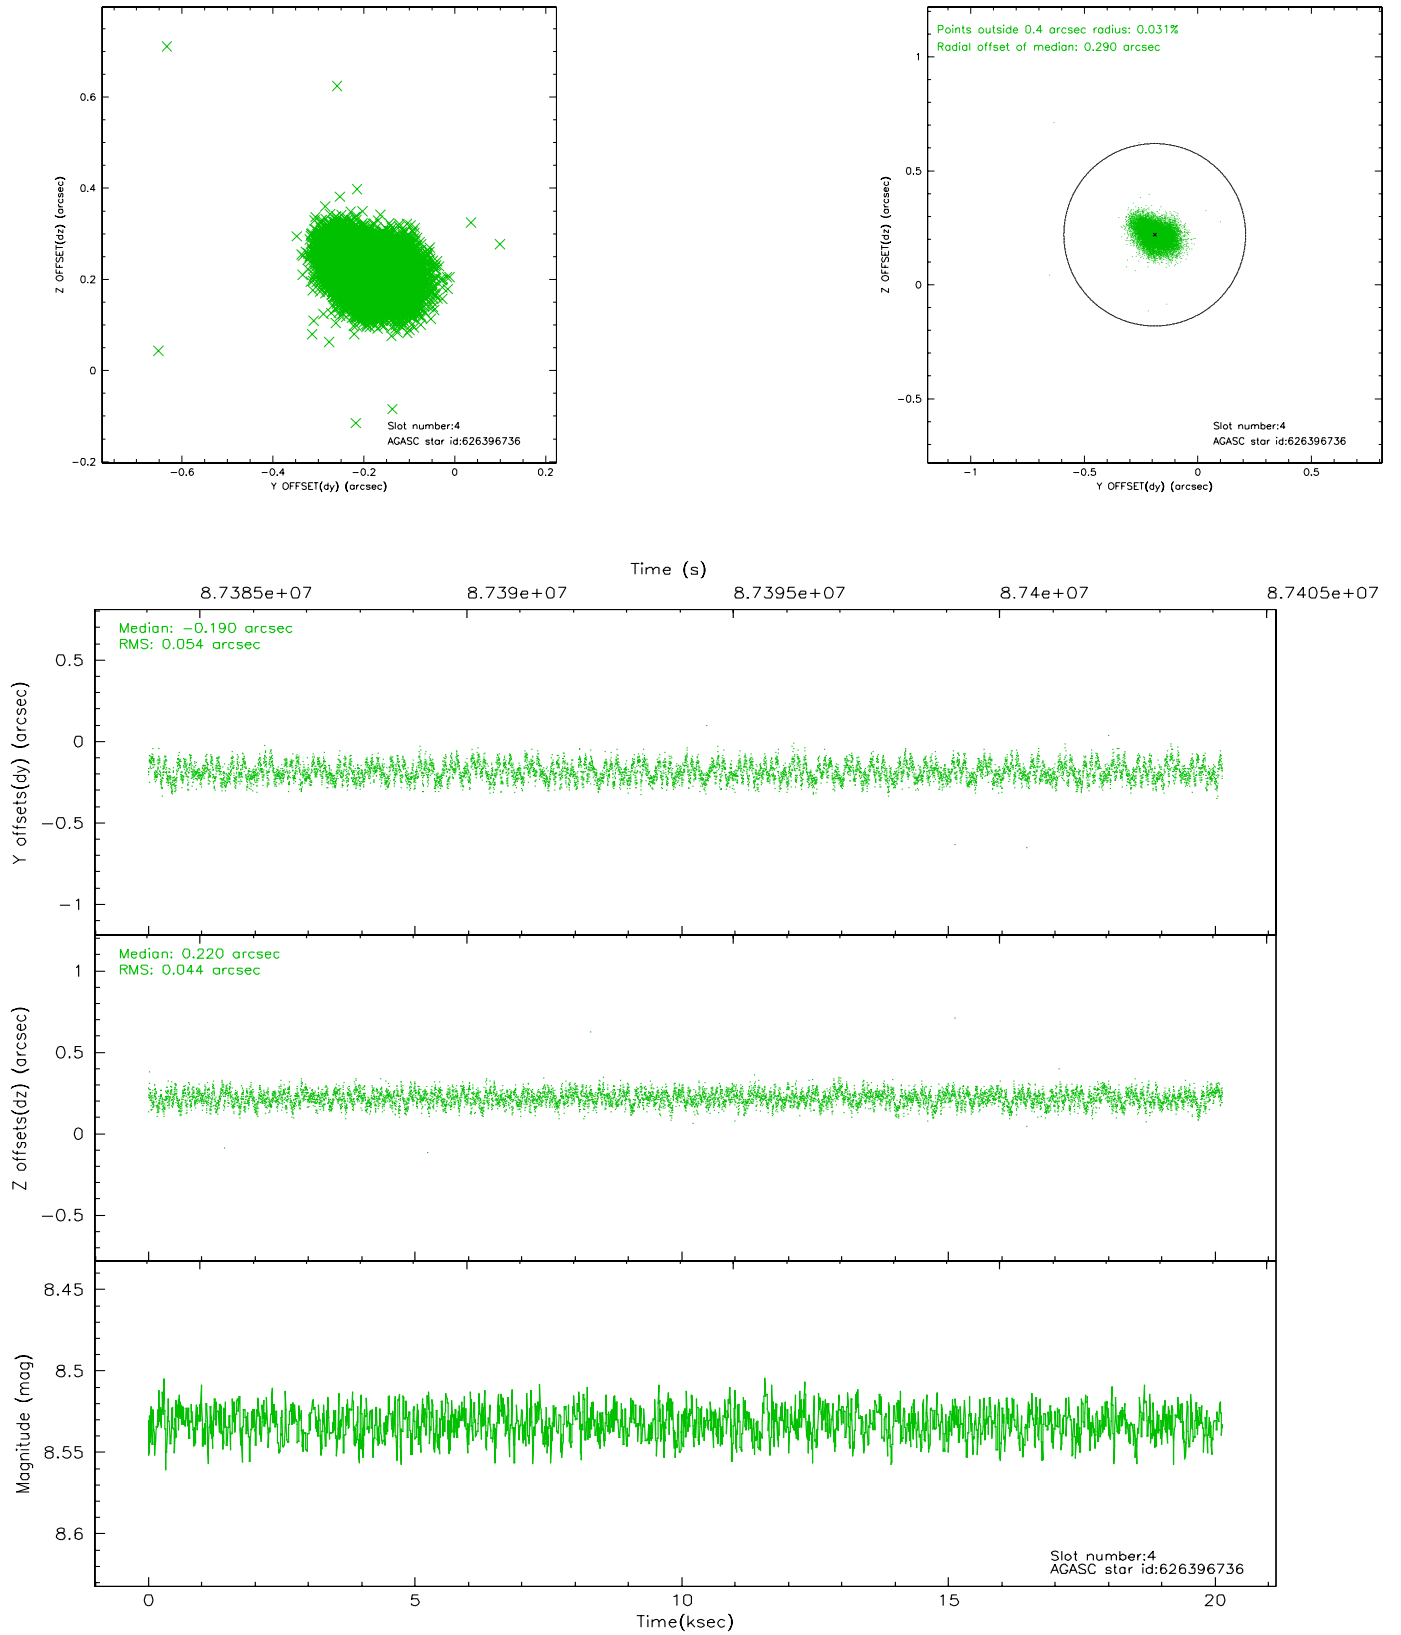 0.6
0.4
0.2
0
−0.2
Z OFFSET(dz) (arcsec)
−0.6
−0.4
−0.2
0
0.2
Y OFFSET(dy) (arcsec)
Slot number:4
AGASC star id:626396736
Points outside 0.4 arcsec radius: 0.031%
Radial offset of median: 0.290 arcsec
1
0.5
0
−0.5
Z OFFSET(dz) (arcsec)
−1
−0.5
0
0.5
Y OFFSET(dy) (arcsec)
Slot number:4
AGASC star id:626396736
Time (s)
8.7385e+07
8.739e+07
8.7395e+07
8.74e+07
8.7405e+07
Median: −0.190 arcsec
RMS: 0.054 arcsec
0.5
0
−0.5
−1
Y offsets(dy) (arcsec)
Median: 0.220 arcsec
RMS: 0.044 arcsec
1
0.5
0
−0.5
Z offsets(dz) (arcsec)
8.45
8.5
8.55
8.6
Magnitude (mag)
Slot number:4
AGASC star id:626396736
0
5
10
15
20
Time(ksec)